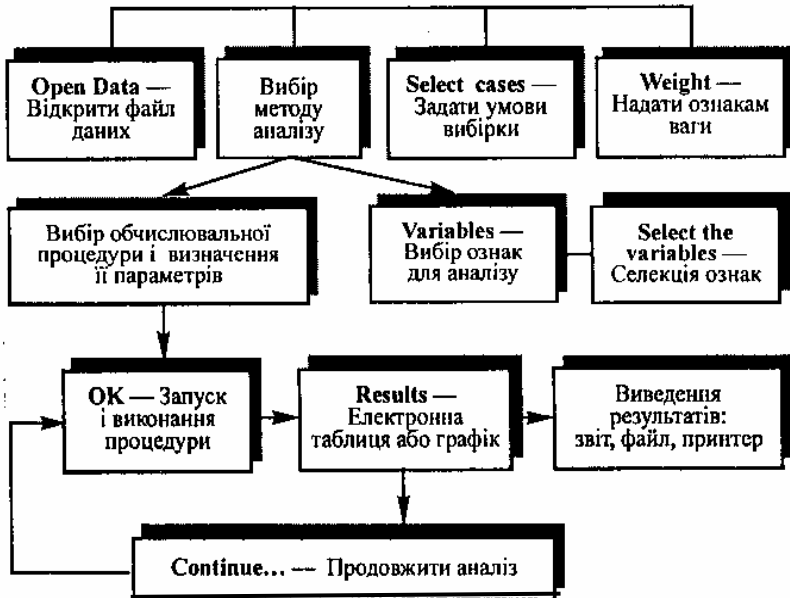 Open Data —
Відкрити файл
даних
Вибір
методу
аналізу
Select cases —
Задати умови
вибірки
Weight —
Надати ознакам
ваги
Вибір обчислювальної
процедури і визначення
її параметрів
Variables —
Вибір ознак
для аналізу
Select the
variables —
Селекція ознак
OK — Запуск
і виконання
процедури
Results —
Електронна
таблиця або графік
Виведення
результатів:
звіт, файл, принтер
Continue... — Продовжити аналіз